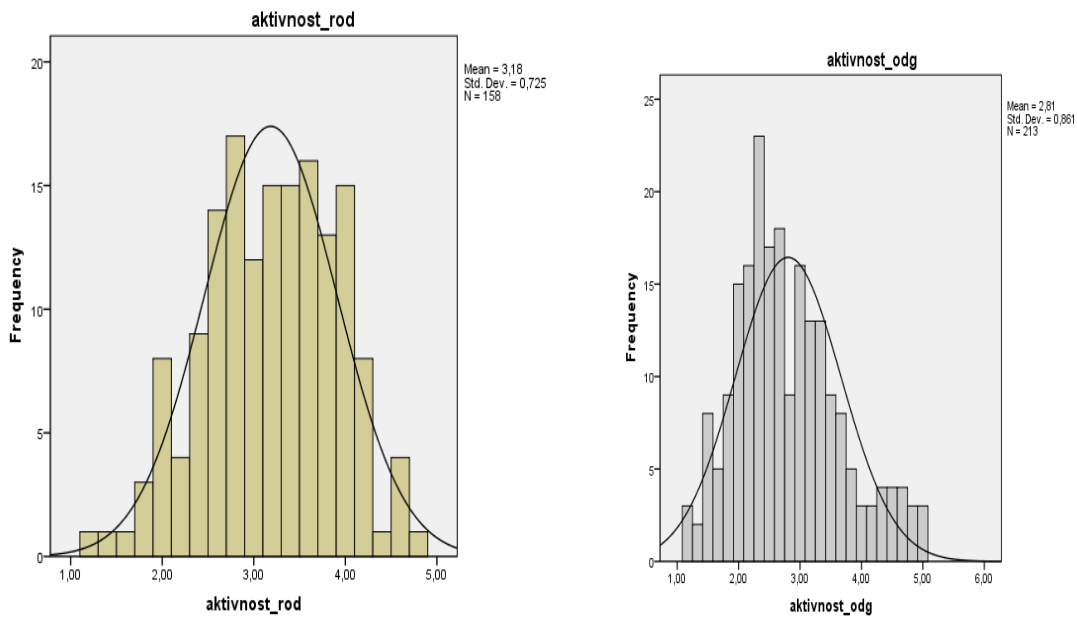 aktivnost_rod
Mean = 3,18
Std. Dev. = 0,725
N = 158
20
15
10
5
0
Frequency
1,00 2,00 3,00 4,00 5,00
aktivnost_rod
aktivnost_odg
Mean = 2,81
Std. Dev. = 0,861
N = 213
25
20
15
10
5
0
Frequency
1,00 2,00 3,00 4,00 5,00 6,00
aktivnost_odg